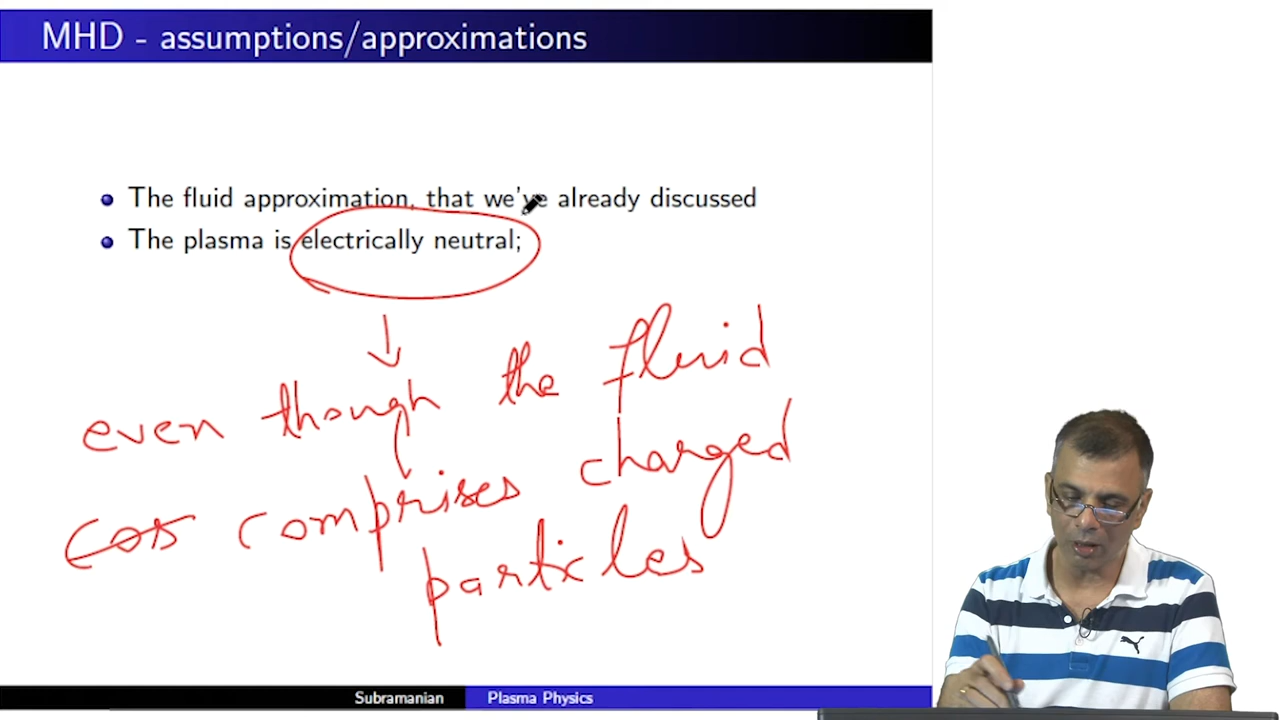 MHD - assumptions/approximations
The fluid approximation, that we've already discussed
The plasma is electrically neutral;
even though the fluid
cos comprises charged
particles
Subramanian Plasma Physics